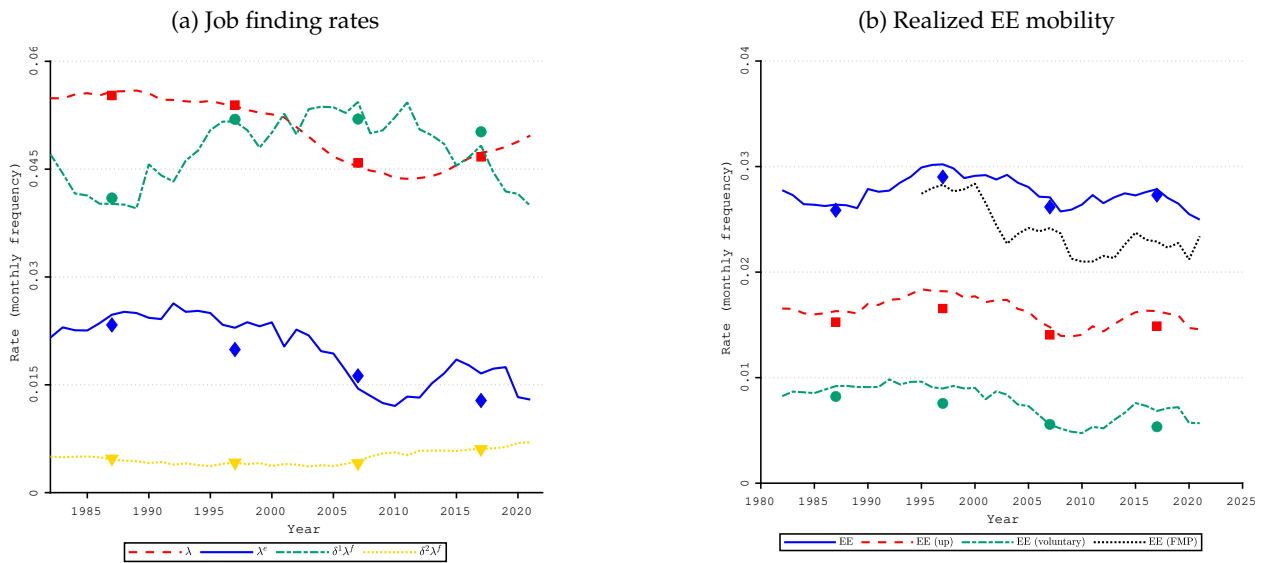 (a) Job finding rates
Rate (monthly frequency)
0.06
0.045
0.03
0.015
0
1985 1990 1995 2000 2005 2010 2015 2020
Year
λ λᵉ δ¹λᶠ δ²λᶠ
(b) Realized EE mobility
Rate (monthly frequency)
0.04
0.03
0.02
0.01
0
1980 1985 1990 1995 2000 2005 2010 2015 2020 2025
Year
EE EE (up) EE (voluntary) EE (FMP)